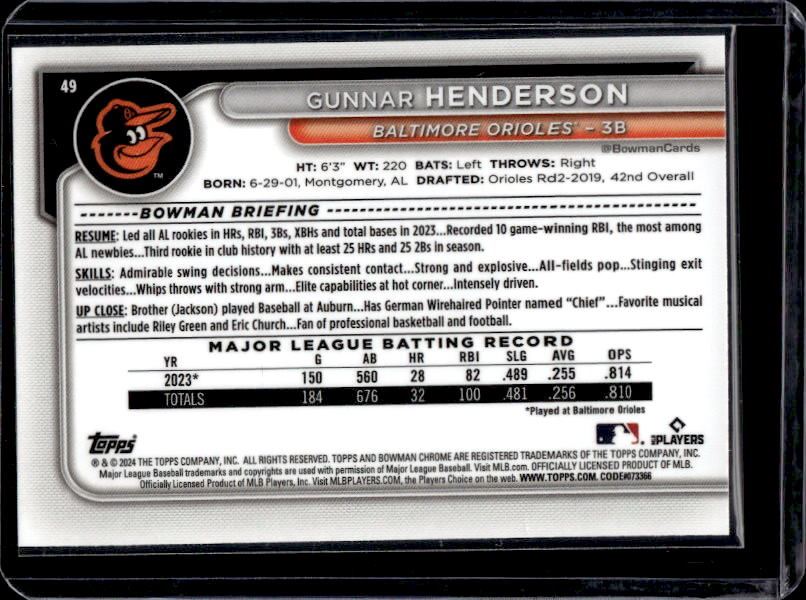 49
GUNNAR HENDERSON
BALTIMORE ORIOLES® – 3B
@BowmanCards
HT: 6'3" WT: 220 BATS: Left THROWS: Right
BORN: 6-29-01, Montgomery, AL DRAFTED: Orioles Rd2-2019, 42nd Overall
BOWMAN BRIEFING
RESUME: Led all AL rookies in HRs, RBI, 3Bs, XBHs and total bases in 2023...Recorded 10 game-winning RBI, the most among
AL newbies...Third rookie in club history with at least 25 HRs and 25 2Bs in season.
SKILLS: Admirable swing decisions...Makes consistent contact...Strong and explosive...All-fields pop...Stinging exit
velocities...Whips throws with strong arm...Elite capabilities at hot corner...Intensely driven.
UP CLOSE: Brother (Jackson) played Baseball at Auburn...Has German Wirehaired Pointer named "Chief"...Favorite musical
artists include Riley Green and Eric Church...Fan of professional basketball and football.
MAJOR LEAGUE BATTING RECORD
YR G AB HR RBI SLG AVG OPS
2023* 150 560 28 82 .489 .255 .814
TOTALS 184 676 32 100 .481 .256 .810
*Played at Baltimore Orioles
TM
Topps
MLB PLAYERS
® & © 2024 THE TOPPS COMPANY, INC. ALL RIGHTS RESERVED. TOPPS AND BOWMAN CHROME ARE REGISTERED TRADEMARKS OF THE TOPPS COMPANY, INC.
Major League Baseball trademarks and copyrights are used with permission of Major League Baseball. Visit MLB.com. OFFICIALLY LICENSED PRODUCT OF MLB.
Officially Licensed Product of MLB Players, Inc. Visit MLBPLAYERS.COM, the Players Choice on the web. WWW.TOPPS.COM. CODE#073366